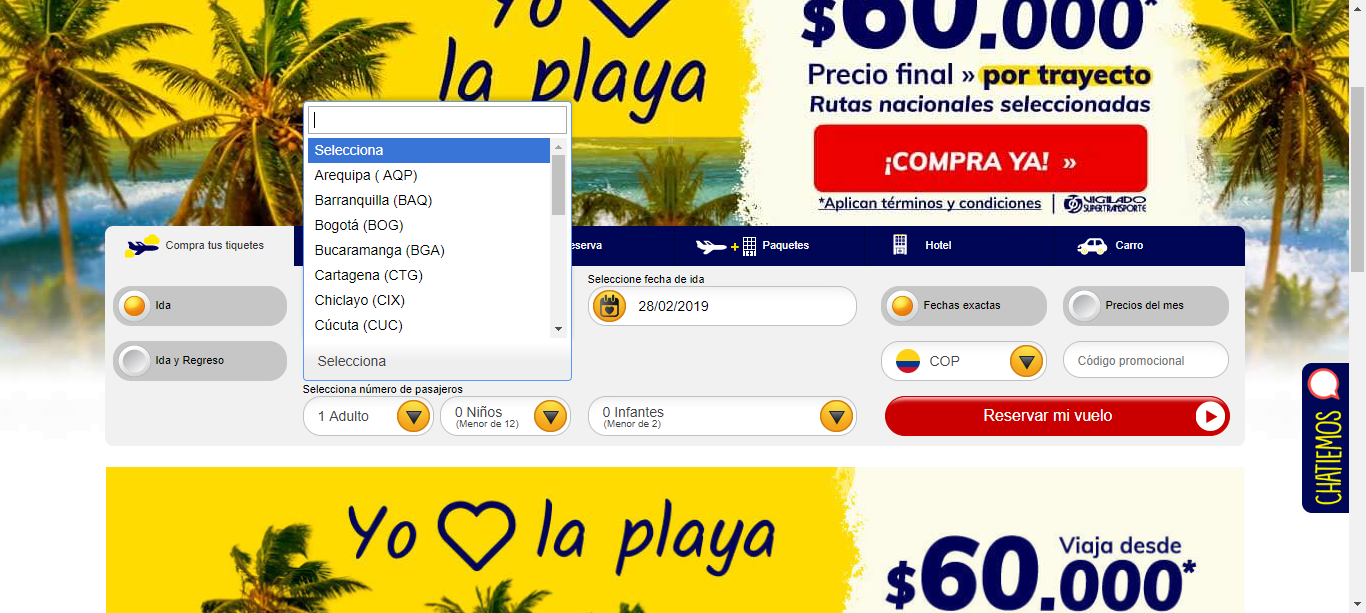 Yo
la playa
$60.000*
Precio final » por trayecto
Rutas nacionales seleccionadas
¡COMPRA YA! »
*Aplican términos y condiciones | VIGILADO
SUPERTRANSPORTE
Selecciona
Arequipa ( AQP)
Barranquilla (BAQ)
Bogotá (BOG)
Bucaramanga (BGA)
Cartagena (CTG)
Chiclayo (CIX)
Cúcuta (CUC)
Selecciona
Compra tus tiquetes
eserva
Paquetes
Hotel
Carro
Ida
Ida y Regreso
Seleccione fecha de ida
28/02/2019
Fechas exactas
Precios del mes
COP
Código promocional
Selecciona número de pasajeros
1 Adulto
0 Niños
(Menor de 12)
0 Infantes
(Menor de 2)
Reservar mi vuelo
CHATIEMOS
Yo la playa
Viaja desde
$60.000*